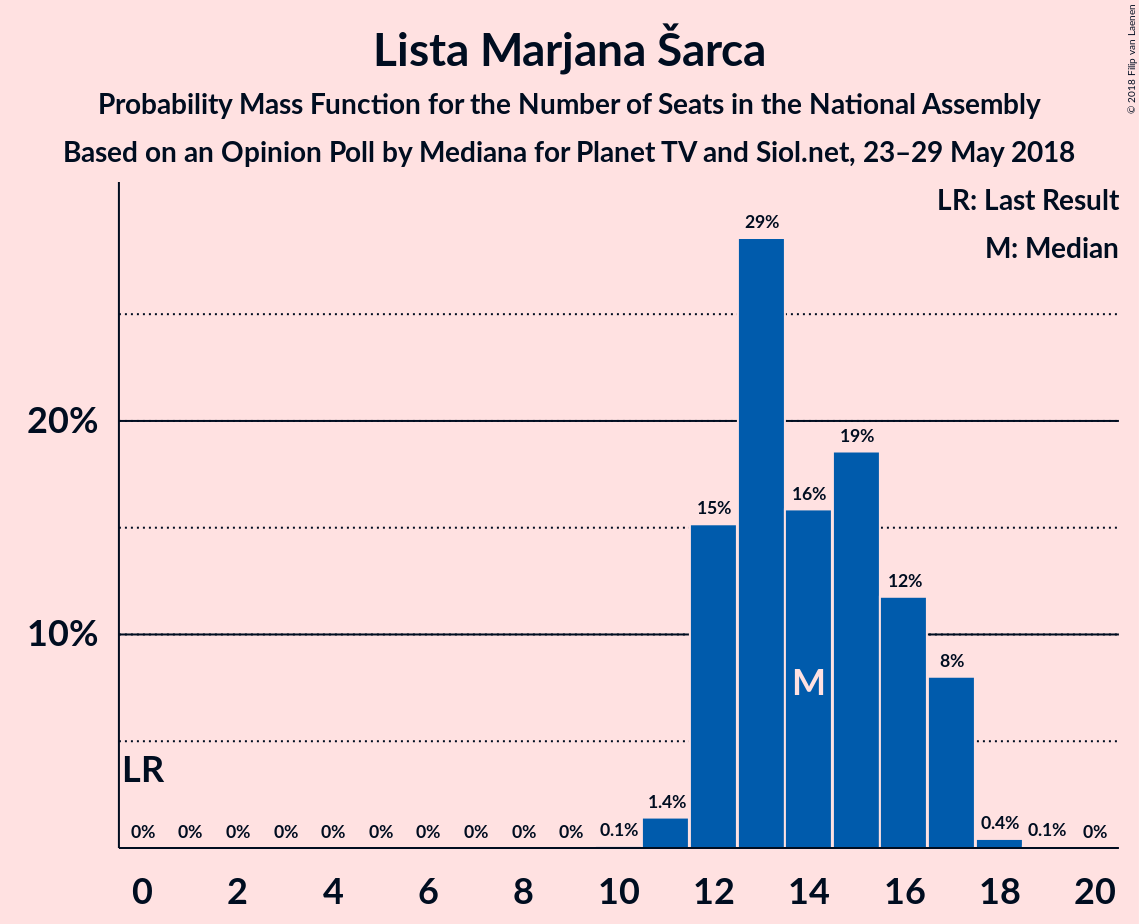 Lista Marjana Šarca
Probability Mass Function for the Number of Seats in the National Assembly
Based on an Opinion Poll by Mediana for Planet TV and Siol.net, 23–29 May 2018
© 2018 Filip van Laenen
LR: Last Result
M: Median
20%
10%
29%
19%
16%
15%
12%
8%
M
LR
1.4%
0% 0% 0% 0% 0% 0% 0% 0% 0% 0% 0.1% 0.4% 0.1% 0%
0 2 4 6 8 10 12 14 16 18 20